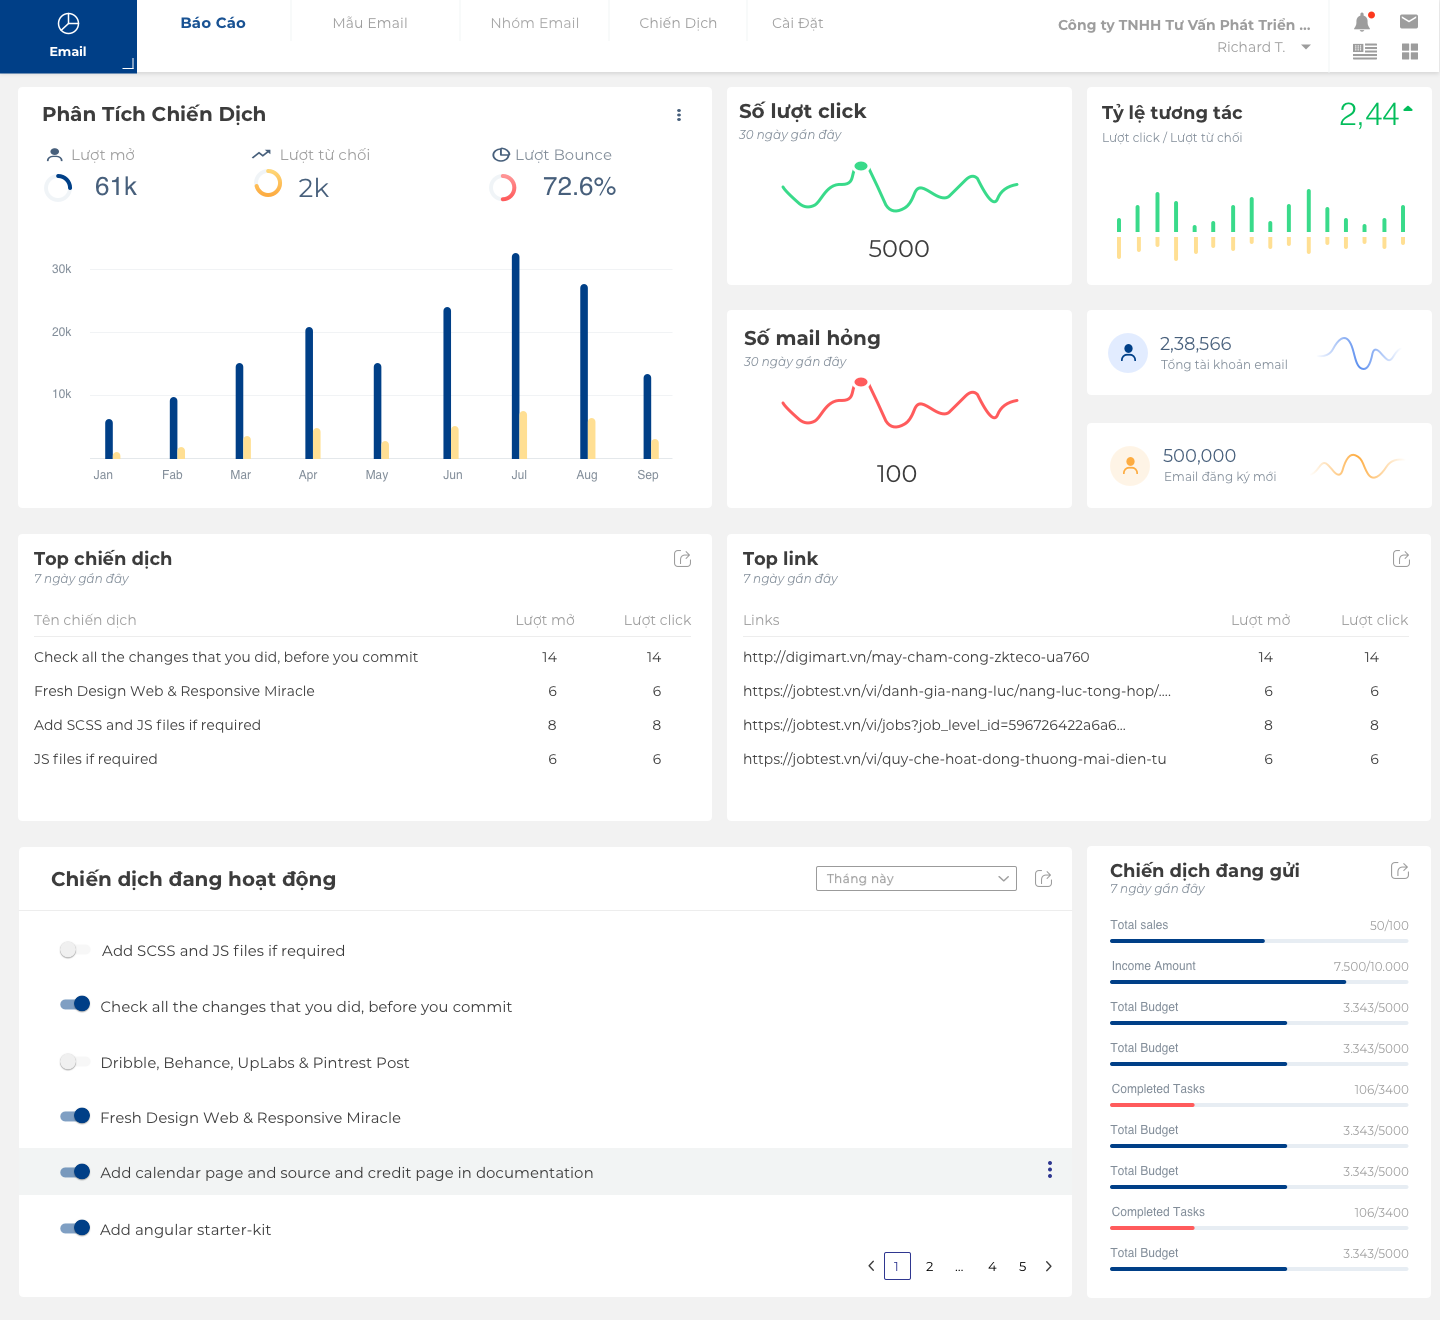 Email
Báo Cáo
Mẫu Email
Nhóm Email
Chiến Dịch
Cài Đặt
Công ty TNHH Tư Vấn Phát Triển ...
Richard T.
Phân Tích Chiến Dịch
Lượt mở
61k
Lượt từ chối
2k
Lượt Bounce
72.6%
30k
20k
10k
Jan Fab Mar Apr May Jun Jul Aug Sep
Số lượt click
30 ngày gần đây
5000
Tỷ lệ tương tác
2,44
Lượt click / Lượt từ chối
Số mail hỏng
30 ngày gần đây
100
2,38,566
Tổng tài khoản email
500,000
Email đăng ký mới
Top chiến dịch
7 ngày gần đây
Tên chiến dịch Lượt mở Lượt click
Check all the changes that you did, before you commit 14 14
Fresh Design Web & Responsive Miracle 6 6
Add SCSS and JS files if required 8 8
JS files if required 6 6
Top link
7 ngày gần đây
Links Lượt mở Lượt click
http://digimart.vn/may-cham-cong-zkteco-ua760 14 14
https://jobtest.vn/vi/danh-gia-nang-luc/nang-luc-tong-hop/.... 6 6
https://jobtest.vn/vi/jobs?job_level_id=596726422a6a6... 8 8
https://jobtest.vn/vi/quy-che-hoat-dong-thuong-mai-dien-tu 6 6
Chiến dịch đang hoạt động
Tháng này
Add SCSS and JS files if required
Check all the changes that you did, before you commit
Dribble, Behance, UpLabs & Pintrest Post
Fresh Design Web & Responsive Miracle
Add calendar page and source and credit page in documentation
Add angular starter-kit
1 2 ... 4 5
Chiến dịch đang gửi
7 ngày gần đây
Total sales 50/100
Income Amount 7.500/10.000
Total Budget 3.343/5000
Total Budget 3.343/5000
Completed Tasks 106/3400
Total Budget 3.343/5000
Total Budget 3.343/5000
Completed Tasks 106/3400
Total Budget 3.343/5000